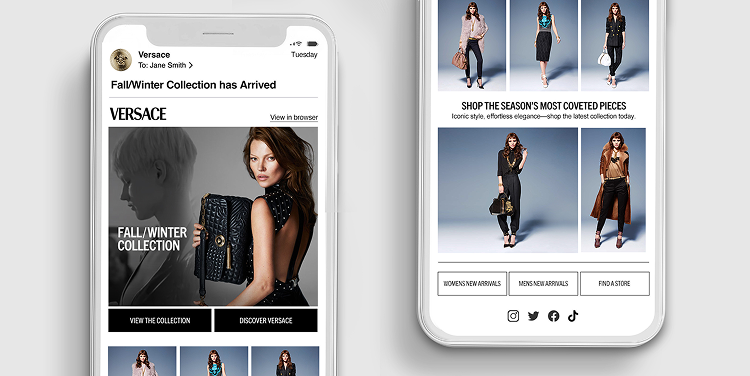 Versace
Tuesday
To: Jane Smith >
Fall/Winter Collection has Arrived
VERSACE
View in browser
FALL/WINTER
COLLECTION
VIEW THE COLLECTION
DISCOVER VERSACE
SHOP THE SEASON'S MOST COVETED PIECES
Iconic style, effortless elegance—shop the latest collection today.
WOMENS NEW ARRIVALS
MENS NEW ARRIVALS
FIND A STORE